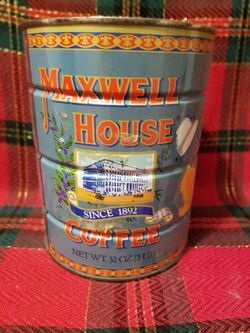 MAXWELL
HOUSE
SINCE 1892
COFFEE
NET WT 32 OZ (2 LB)